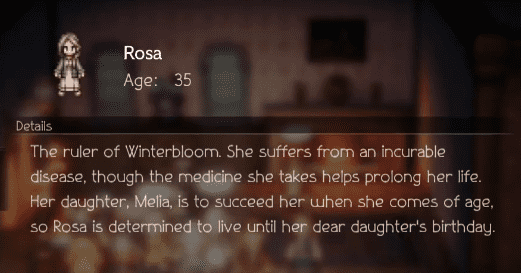 Rosa
Age: 35
Details
The ruler of Winterbloom. She suffers from an incurable
disease, though the medicine she takes helps prolong her life.
Her daughter, Melia, is to succeed her when she comes of age,
so Rosa is determined to live until her dear daughter's birthday.